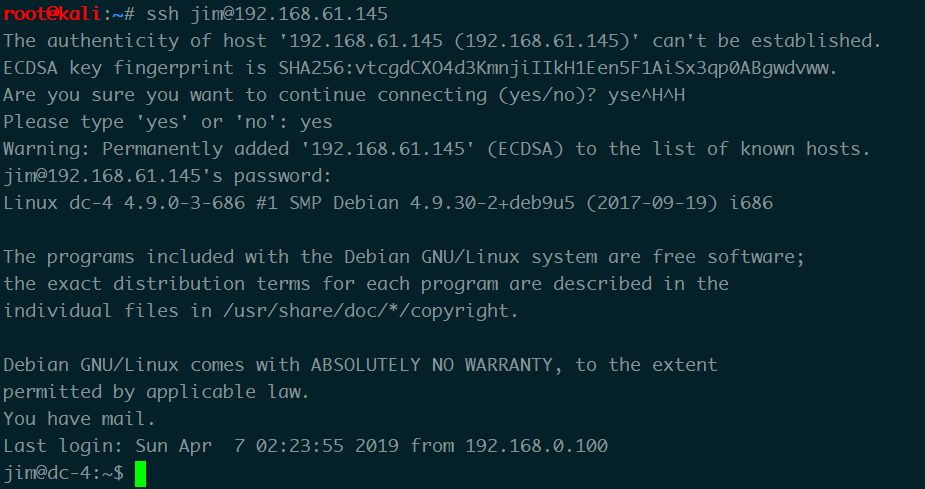 root@kali:~# ssh jim@192.168.61.145
The authenticity of host '192.168.61.145 (192.168.61.145)' can't be established.
ECDSA key fingerprint is SHA256:vtcgdCXO4d3KmnjiIIkH1Een5F1AiSx3qp0ABgwdvww.
Are you sure you want to continue connecting (yes/no)? yse^H^H
Please type 'yes' or 'no': yes
Warning: Permanently added '192.168.61.145' (ECDSA) to the list of known hosts.
jim@192.168.61.145's password:
Linux dc-4 4.9.0-3-686 #1 SMP Debian 4.9.30-2+deb9u5 (2017-09-19) i686

The programs included with the Debian GNU/Linux system are free software;
the exact distribution terms for each program are described in the
individual files in /usr/share/doc/*/copyright.

Debian GNU/Linux comes with ABSOLUTELY NO WARRANTY, to the extent
permitted by applicable law.
You have mail.
Last login: Sun Apr  7 02:23:55 2019 from 192.168.0.100
jim@dc-4:~$